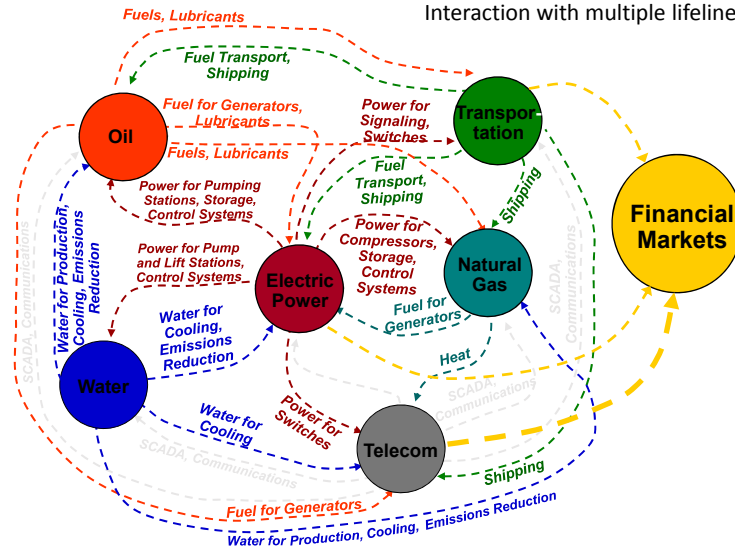 Interaction with multiple lifeline
Fuels, Lubricants
Fuel Transport,
Shipping
Oil
Fuel for Generators,
Lubricants
Fuels, Lubricants
Power for
Signaling,
Switches
Transpor-
tation
Fuel
Transport,
Shipping
Shipping
Power for Pumping
Stations, Storage,
Control Systems
Financial
Markets
Power for Pump
and Lift Stations,
Control Systems
Power for
Compressors,
Storage,
Control
Systems
Electric
Power
Natural
Gas
SCADA,
Communications
Water for Production,
Cooling, Emissions
Reduction
SCADA, Communications
Water for
Cooling,
Emissions
Reduction
Fuel for
Generators
Heat
Water
SCADA,
Communications
Water for
Cooling
Power for
Switches
Telecom
SCADA, Communications
Shipping
Fuel for Generators
Water for Production, Cooling, Emissions Reduction